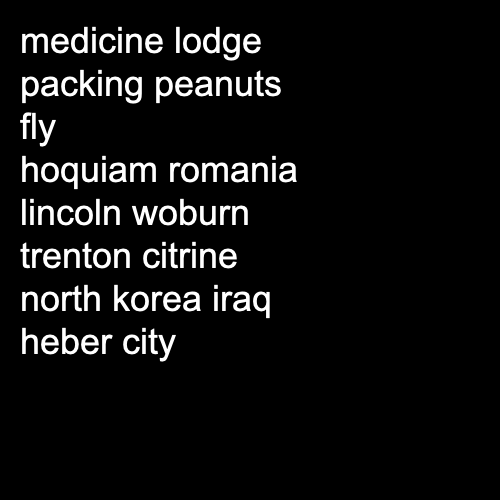 medicine lodge
packing peanuts
fly
hoquiam romania
lincoln woburn
trenton citrine
north korea iraq
heber city